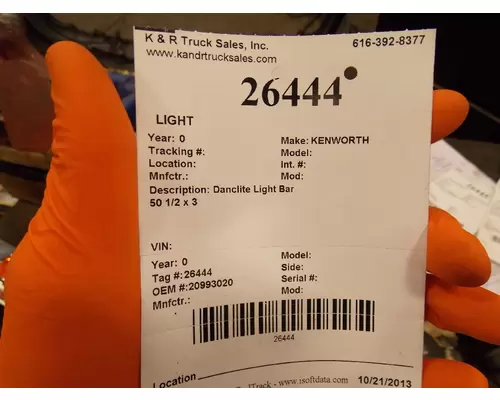 K & R Truck Sales, Inc. 616-392-8377
www.kandrtrucksales.com
26444
LIGHT
Year: 0 Make: KENWORTH
Tracking #: Model:
Location: Int. #:
Mnfctr.: Mod:
Description: Danclite Light Bar
50 1/2 x 3
VIN:
Year: 0 Model:
Tag #: 26444 Side:
OEM #: 20993020 Serial #:
Mnfctr.: Mod:
26444
Location
Track - www.isoftdata.com 10/21/2013